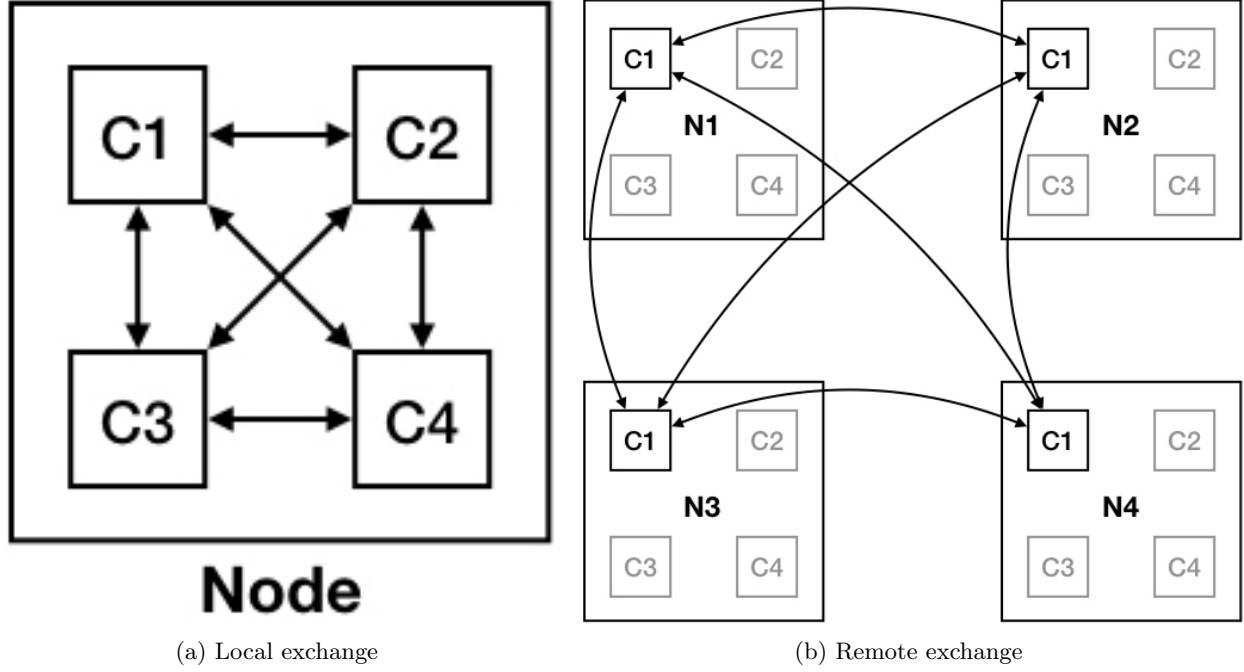 C1 C2
C3 C4
Node
(a) Local exchange
C1 C2
N1
C3 C4
C1 C2
N2
C3 C4
C1 C2
N3
C3 C4
C1 C2
N4
C3 C4
(b) Remote exchange